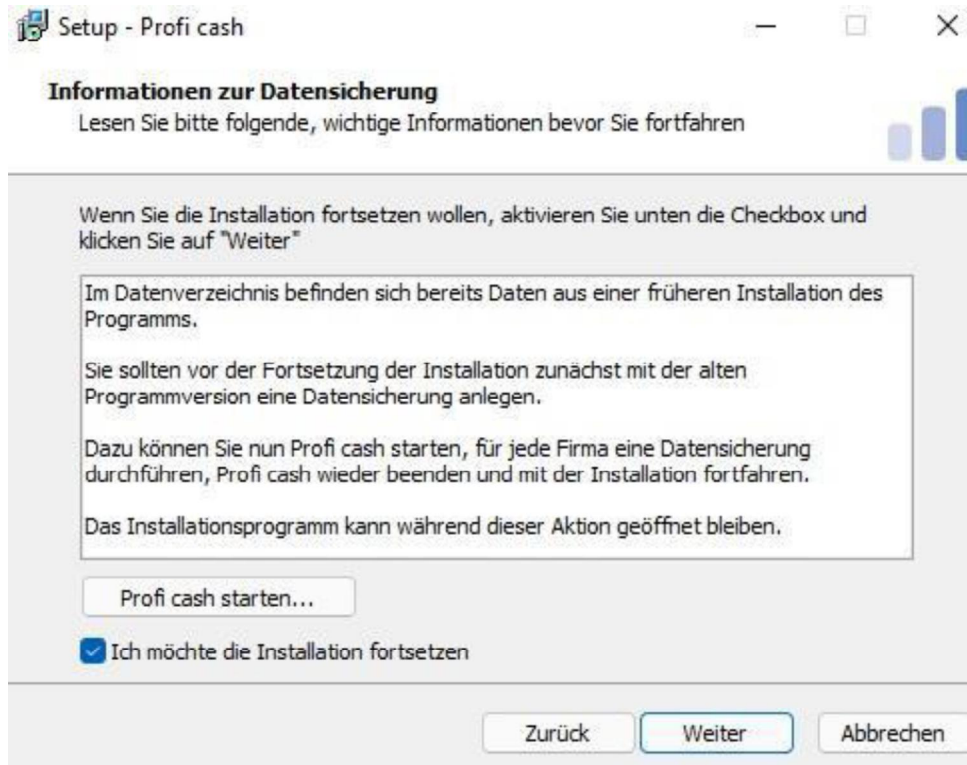 Setup - Profi cash
Informationen zur Datensicherung
Lesen Sie bitte folgende, wichtige Informationen bevor Sie fortfahren
Wenn Sie die Installation fortsetzen wollen, aktivieren Sie unten die Checkbox und
klicken Sie auf "Weiter"
Im Datenverzeichnis befinden sich bereits Daten aus einer früheren Installation des
Programms.
Sie sollten vor der Fortsetzung der Installation zunächst mit der alten
Programmversion eine Datensicherung anlegen.
Dazu können Sie nun Profi cash starten, für jede Firma eine Datensicherung
durchführen, Profi cash wieder beenden und mit der Installation fortfahren.
Das Installationsprogramm kann während dieser Aktion geöffnet bleiben.
Profi cash starten...
Ich möchte die Installation fortsetzen
Zurück Weiter Abbrechen